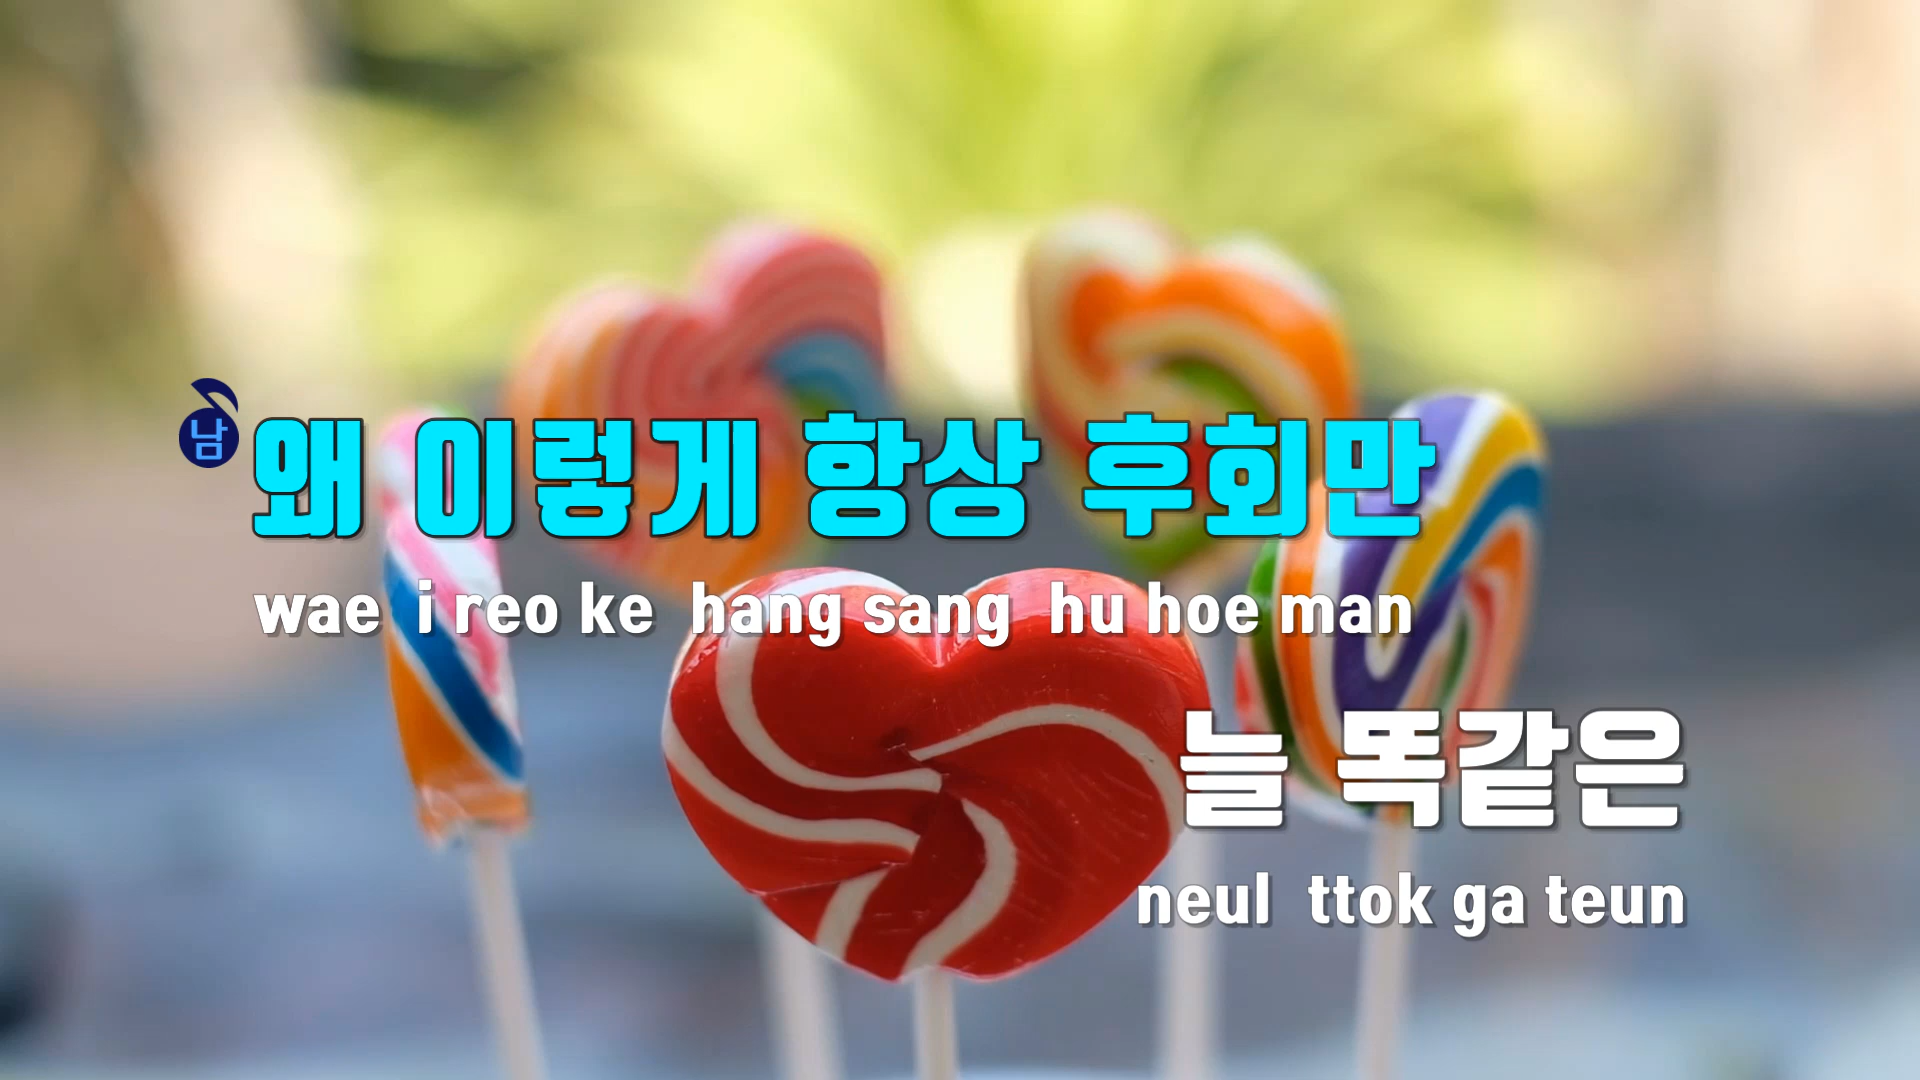 남
왜 이렇게 항상 후회만
wae i reo ke hang sang hu hoe man
늘 똑같은
neul ttok ga teun